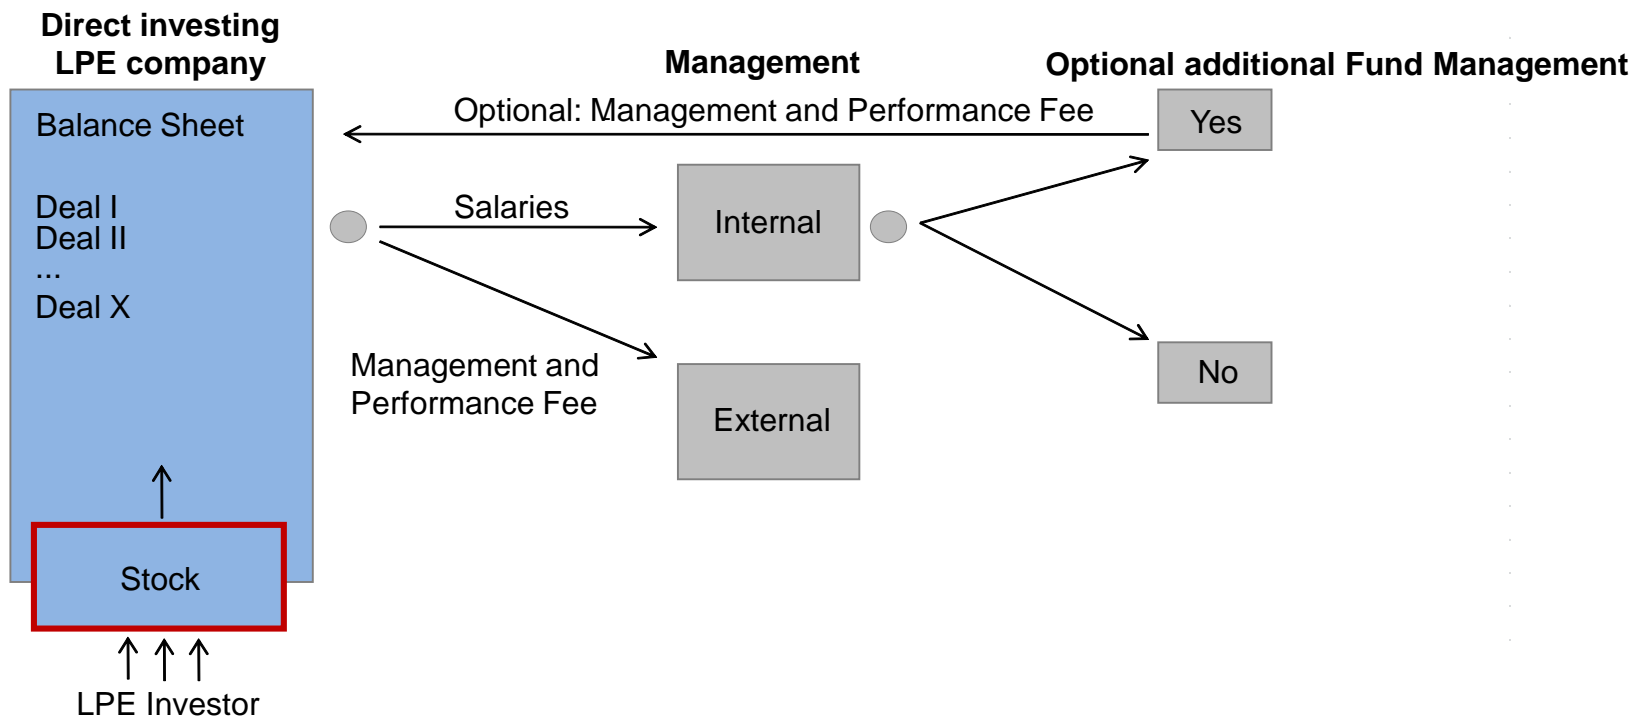 Direct investing
LPE company
Management
Optional additional Fund Management
Optional: Management and Performance Fee
Yes
Balance Sheet
Deal I
Deal II
...
Deal X
Salaries
Internal
Management and
Performance Fee
No
External
Stock
LPE Investor